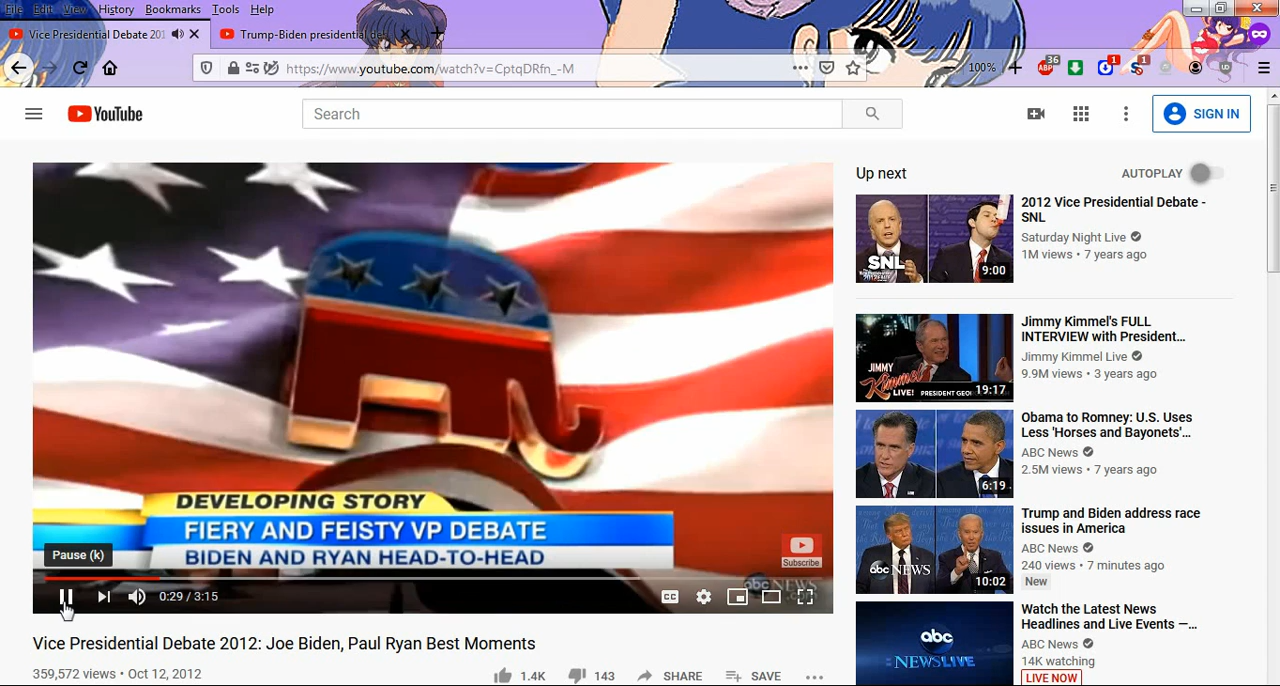 File Edit View History Bookmarks Tools Help
Vice Presidential Debate 201
Trump-Biden presidential de
https://www.youtube.com/watch?v=CptqDRfn_-M
100%
36
1
1
YouTube
Search
SIGN IN
DEVELOPING STORY
FIERY AND FEISTY VP DEBATE
BIDEN AND RYAN HEAD-TO-HEAD
Subscribe
abc NEWS
Pause (k)
0:29 / 3:15
CC
Vice Presidential Debate 2012: Joe Biden, Paul Ryan Best Moments
359,572 views • Oct 12, 2012
1.4K 143 SHARE SAVE
Up next
AUTOPLAY
SNL
9:00
2012 Vice Presidential Debate -
SNL
Saturday Night Live
1M views • 7 years ago
JIMMY
Kimmel
LIVE!
19:17
Jimmy Kimmel's FULL
INTERVIEW with President...
Jimmy Kimmel Live
9.9M views • 3 years ago
6:19
Obama to Romney: U.S. Uses
Less 'Horses and Bayonets'...
ABC News
2.5M views • 7 years ago
abc NEWS
10:02
Trump and Biden address race
issues in America
ABC News
240 views • 7 minutes ago
New
abc
NEWSLIVE
Watch the Latest News
Headlines and Live Events —...
ABC News
14K watching
LIVE NOW